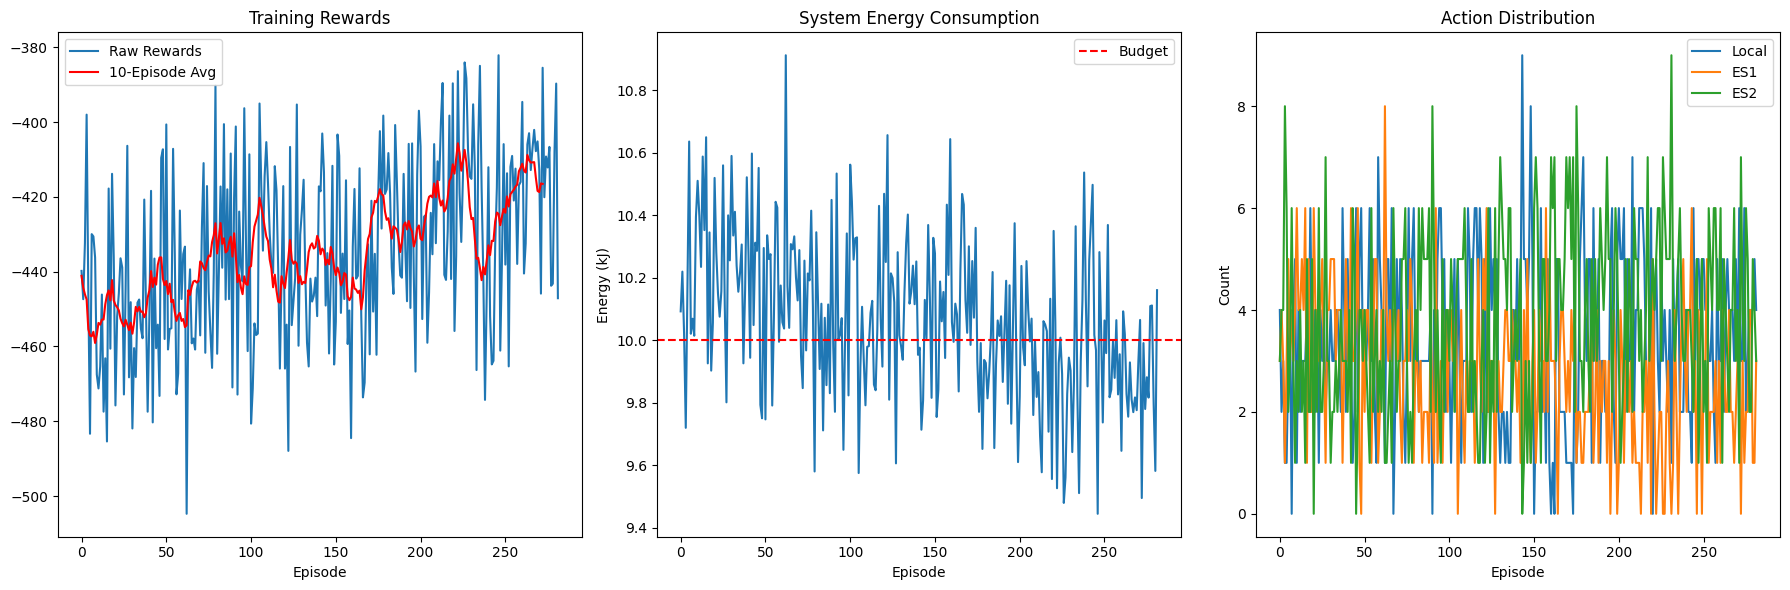 Training Rewards
Raw Rewards
10-Episode Avg
−380
−400
−420
−440
−460
−480
−500
0
50
100
150
200
250
Episode
System Energy Consumption
Budget
Energy (kJ)
10.8
10.6
10.4
10.2
10.0
9.8
9.6
9.4
0
50
100
150
200
250
Episode
Action Distribution
Local
ES1
ES2
Count
8
6
4
2
0
0
50
100
150
200
250
Episode